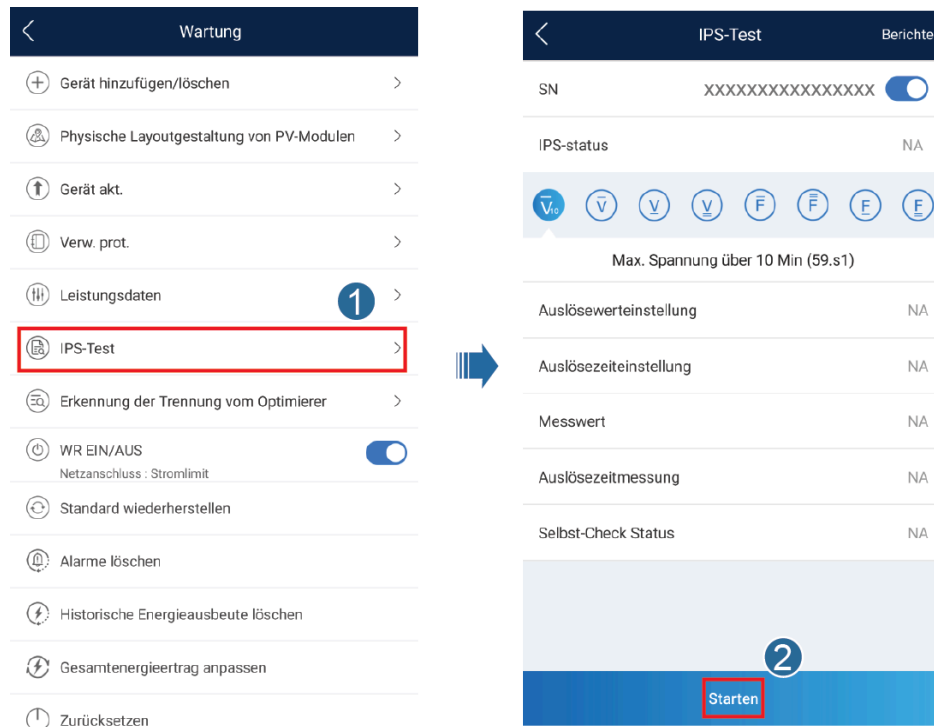 Wartung
Gerät hinzufügen/löschen
Physische Layoutgestaltung von PV-Modulen
Gerät akt.
Verw. prot.
Leistungsdaten
1
IPS-Test
Erkennung der Trennung vom Optimierer
WR EIN/AUS
Netzanschluss : Stromlimit
Standard wiederherstellen
Alarme löschen
Historische Energieausbeute löschen
Gesamtenergieertrag anpassen
Zurücksetzen
IPS-Test Berichte
SN XXXXXXXXXXXXXXXX
IPS-status NA
V̅₁₀ V̅ V̲ V̳ F̅ F̿ F̲ F̳
Max. Spannung über 10 Min (59.s1)
Auslösewerteinstellung NA
Auslösezeiteinstellung NA
Messwert NA
Auslösezeitmessung NA
Selbst-Check Status NA
2
Starten